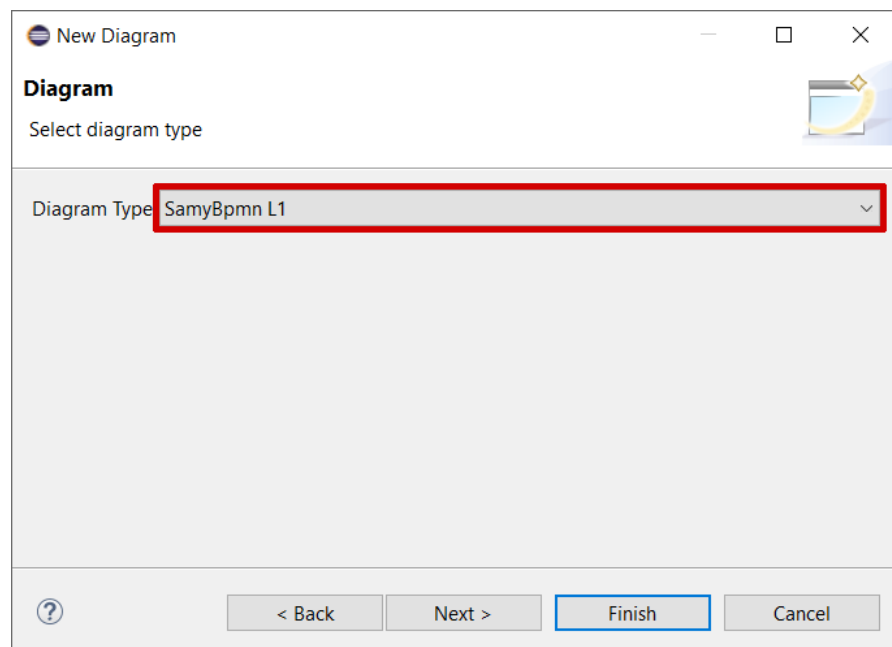 New Diagram
Diagram
Select diagram type
Diagram Type SamyBpmn L1
? < Back Next > Finish Cancel